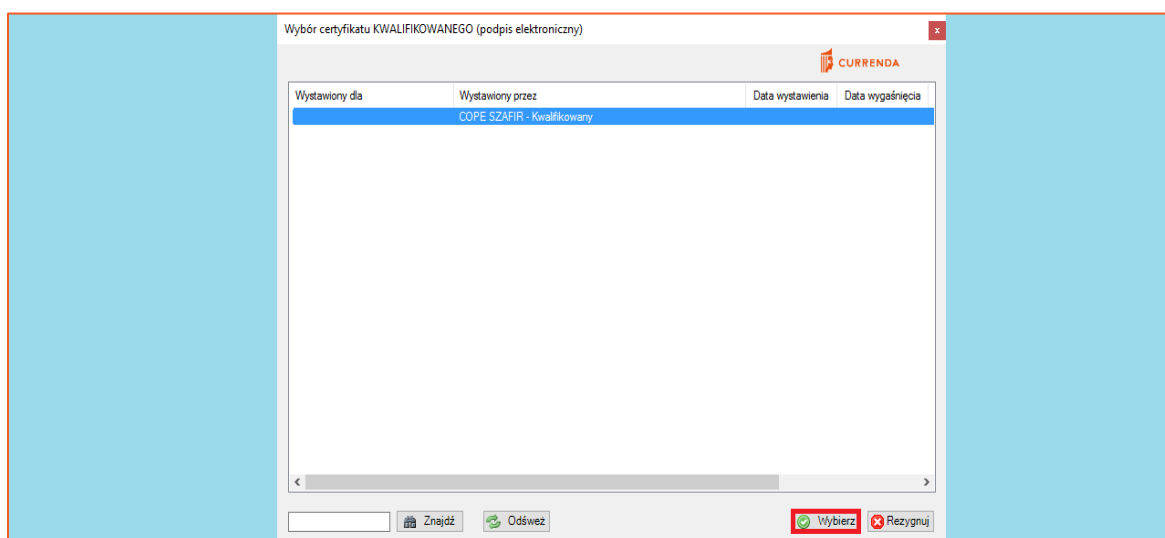 Wybór certyfikatu KWALIFIKOWANEGO (podpis elektroniczny)
x
CURRENDA
Wystawiony dla Wystawiony przez Data wystawienia Data wygaśnięcia
COPE SZAFIR - Kwalifikowany
Znajdź Odśwież Wybierz Rezygnuj